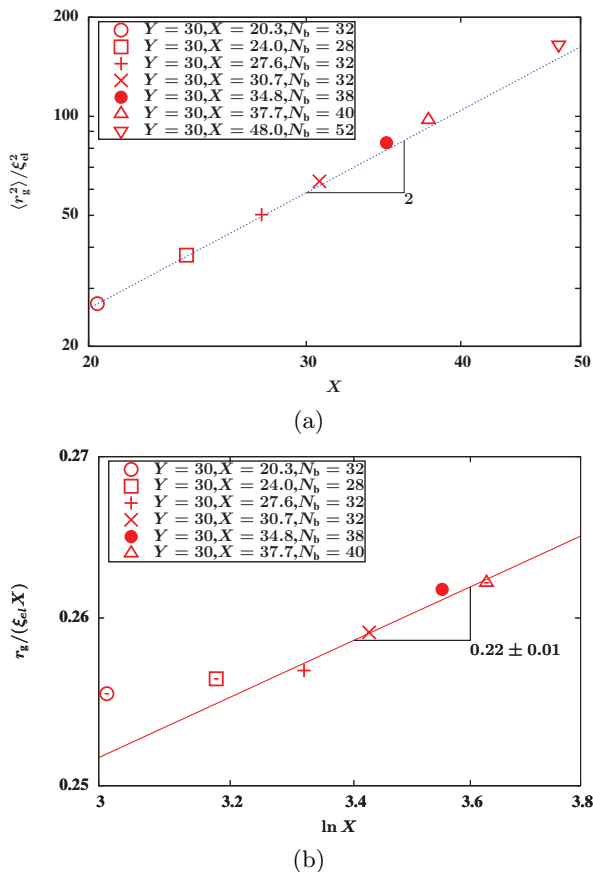 200
100
50
20
20
30
40
50
⟨r_g^2⟩/ξ_el^2
X
Y = 30,X = 20.3,N_b = 32
Y = 30,X = 24.0,N_b = 28
Y = 30,X = 27.6,N_b = 32
Y = 30,X = 30.7,N_b = 32
Y = 30,X = 34.8,N_b = 38
Y = 30,X = 37.7,N_b = 40
Y = 30,X = 48.0,N_b = 52
2
(a)
0.27
0.26
0.25
3
3.2
3.4
3.6
3.8
r_g/(ξ_el X)
ln X
Y = 30,X = 20.3,N_b = 32
Y = 30,X = 24.0,N_b = 28
Y = 30,X = 27.6,N_b = 32
Y = 30,X = 30.7,N_b = 32
Y = 30,X = 34.8,N_b = 38
Y = 30,X = 37.7,N_b = 40
0.22 ± 0.01
(b)